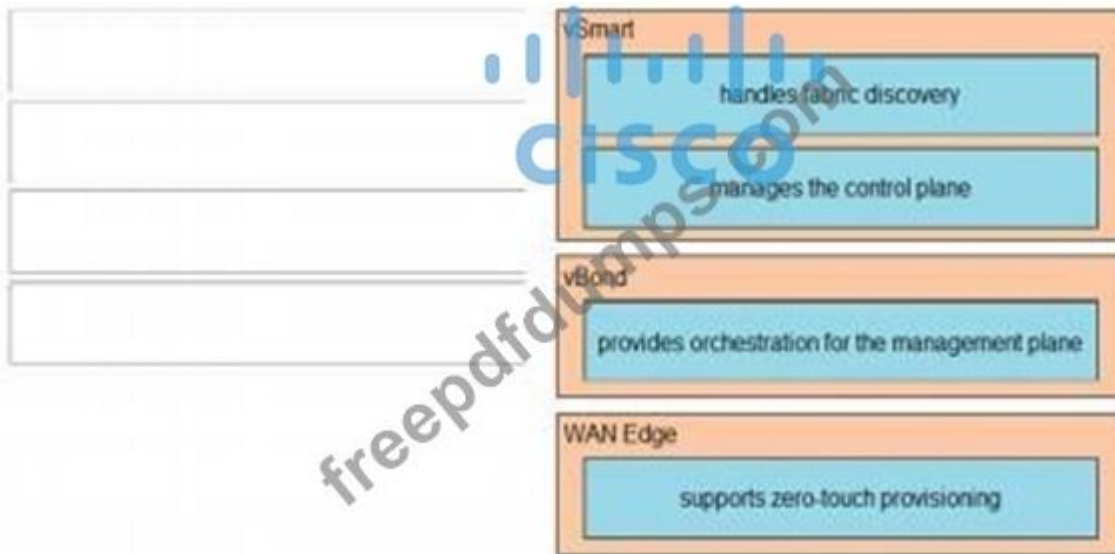 vSmart
handles fabric discovery
CISCO
manages the control plane
vBond
provides orchestration for the management plane
WAN Edge
supports zero-touch provisioning
freepdfdumps.com